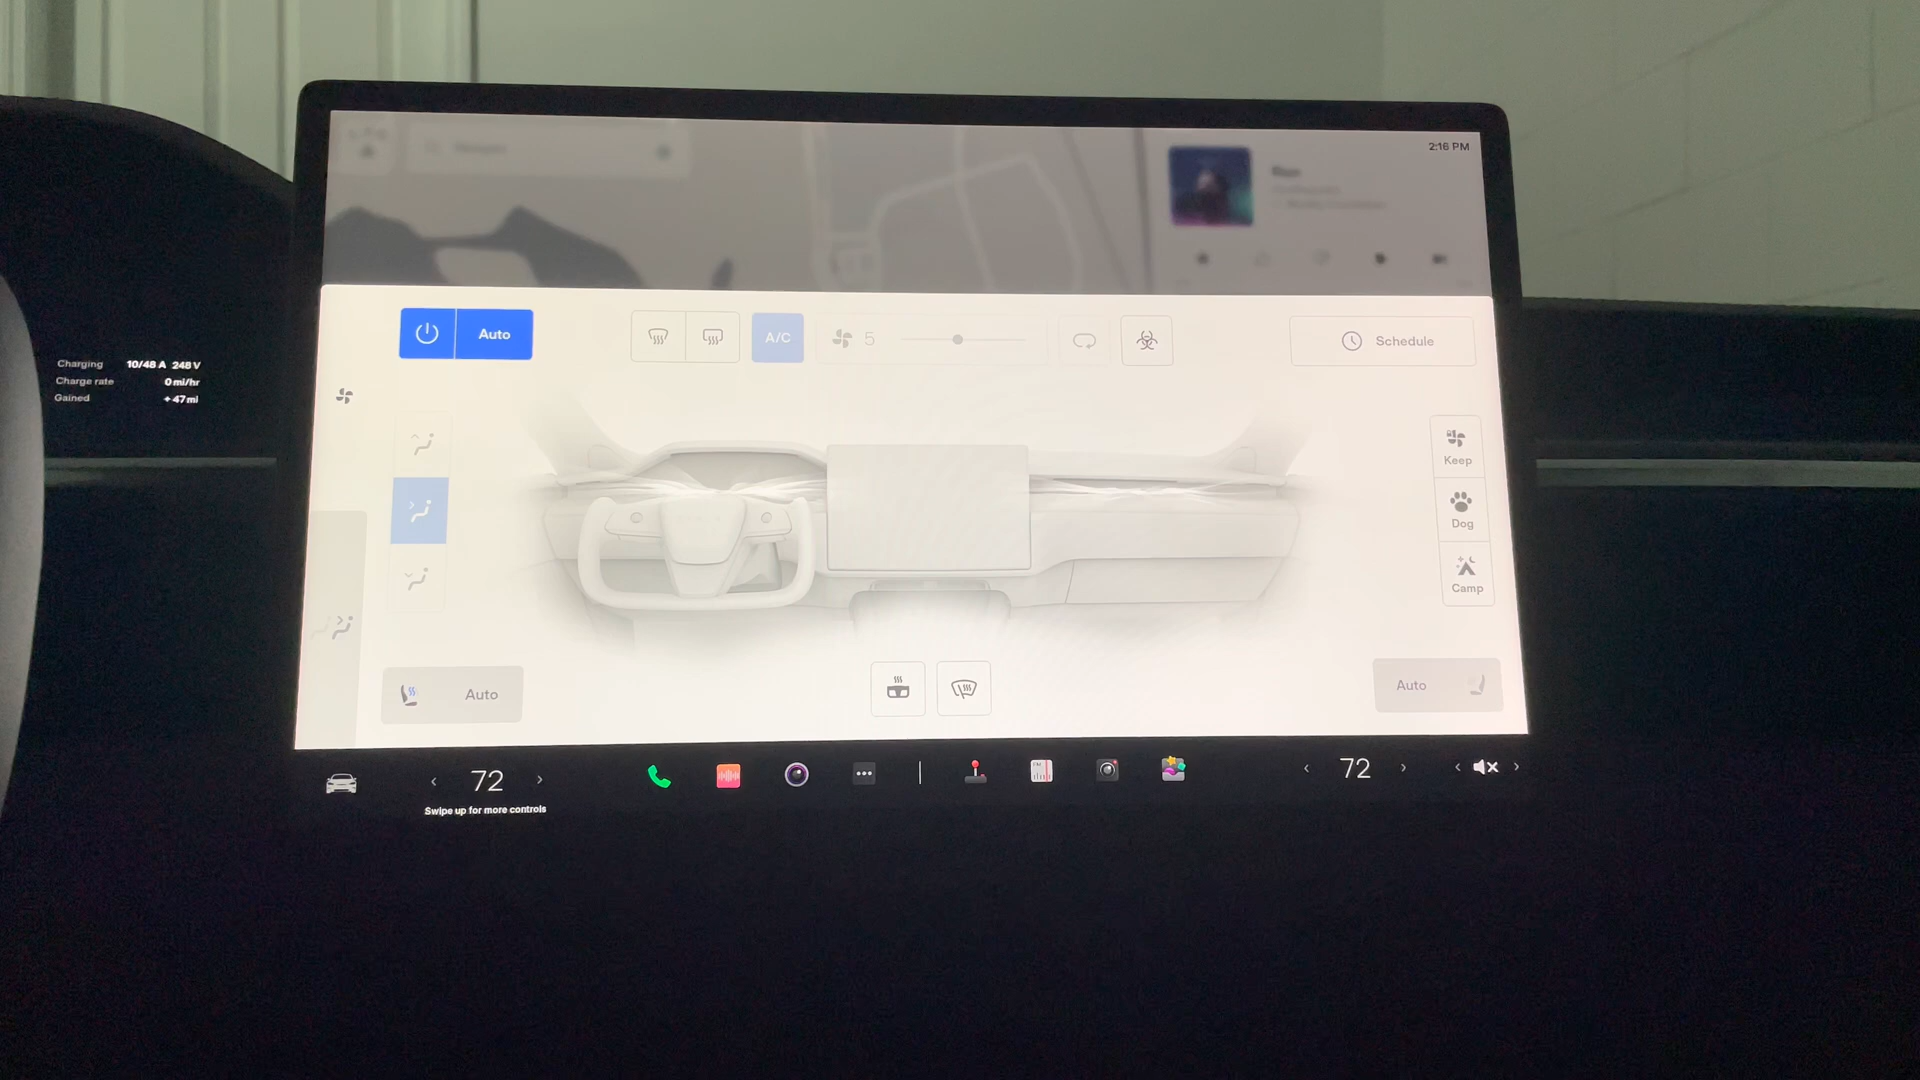 2:16 PM
Auto
A/C
5
Schedule
Charging 10/48 A 248 V
Charge rate 0 mi/hr
Gained +47 mi
Keep
Dog
Camp
Auto
Auto
72
72
Swipe up for more controls